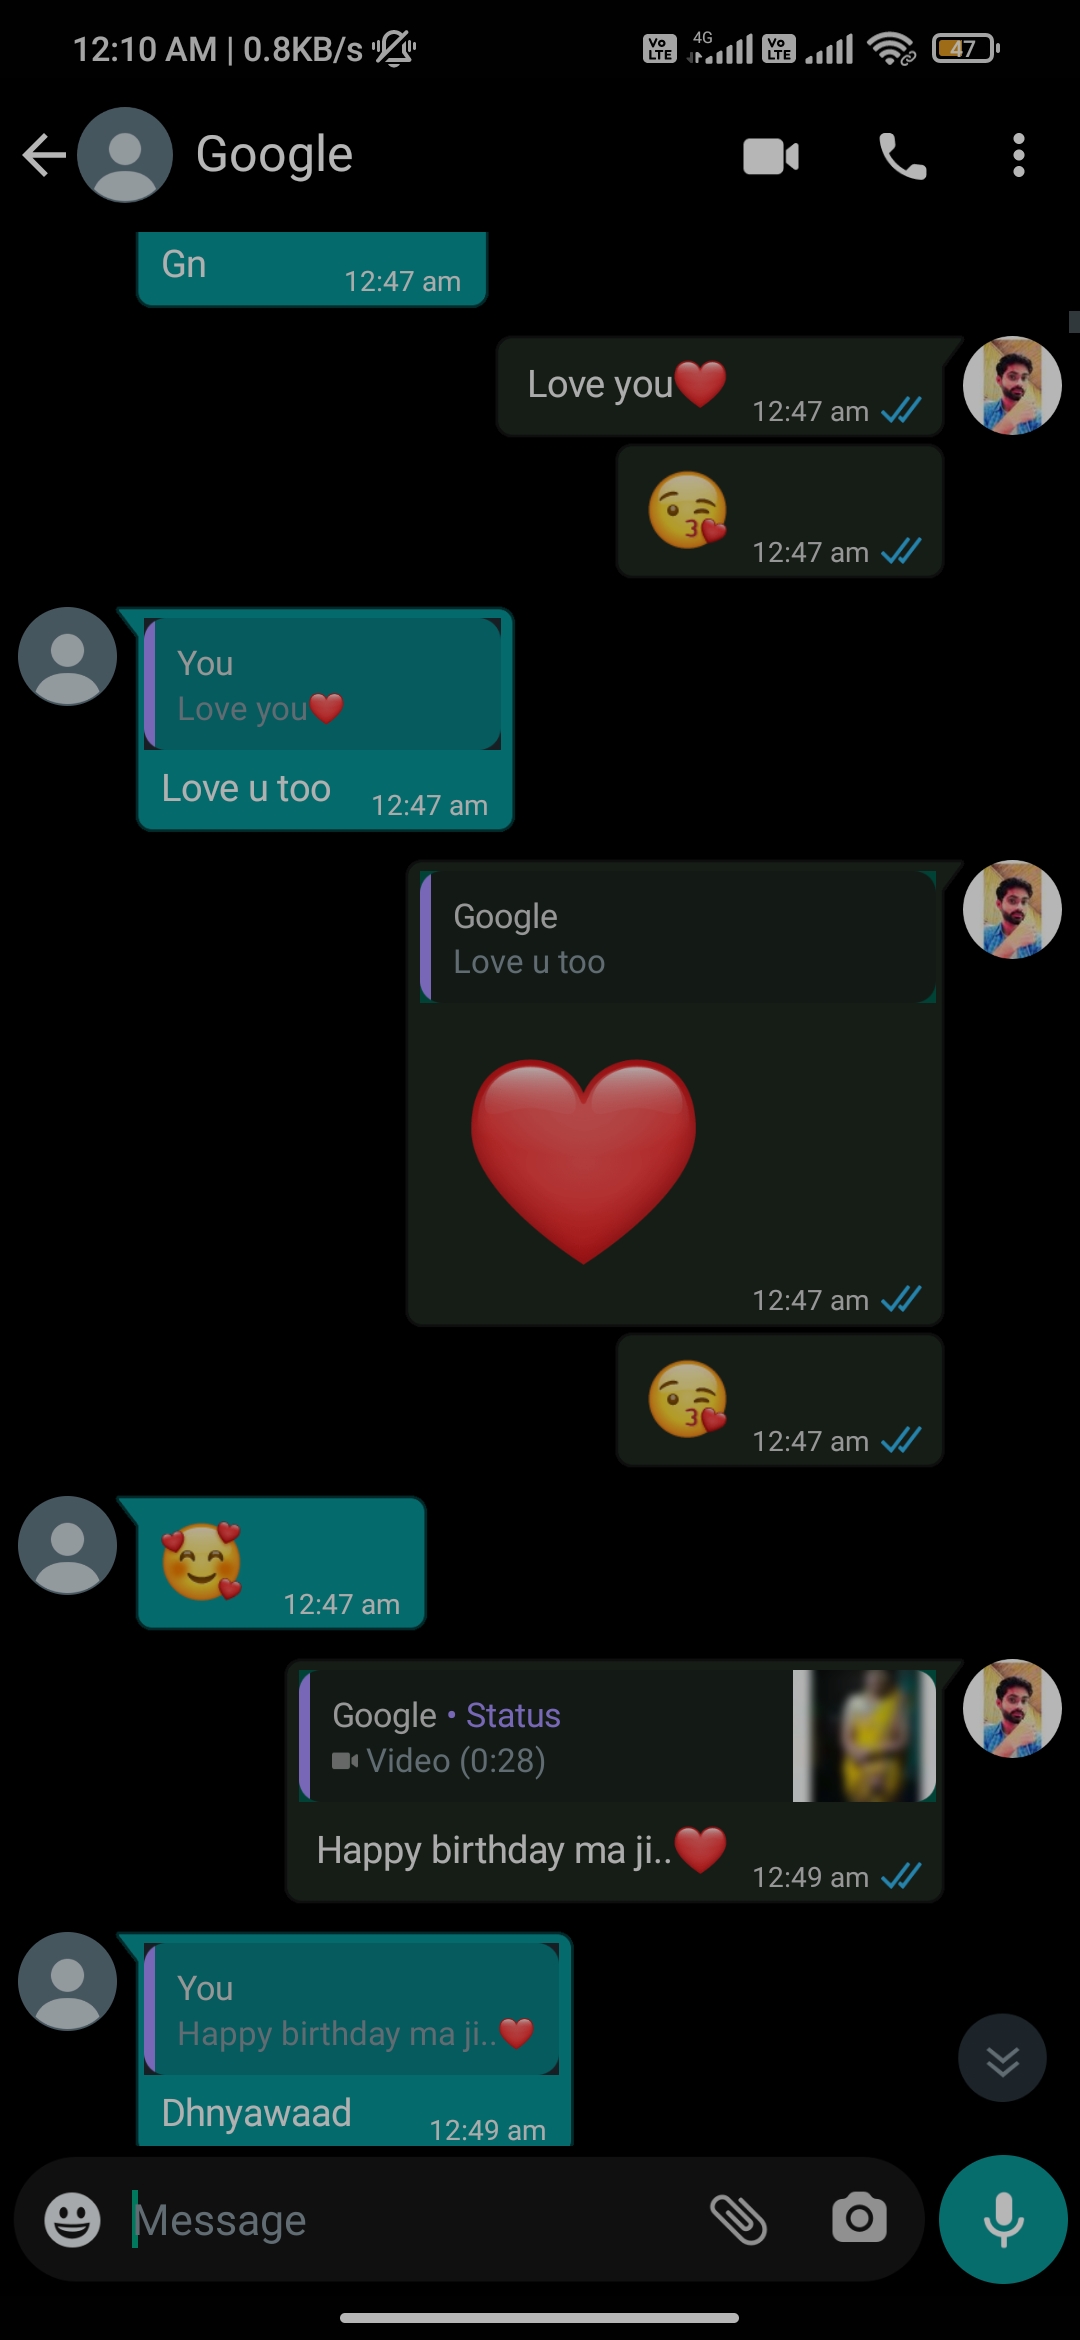 12:10 AM | 0.8KB/s
Vo LTE 4G Vo LTE 47
Google
Gn 12:47 am
Love you❤️ 12:47 am
😘 12:47 am
You
Love you❤️
Love u too 12:47 am
Google
Love u too
❤️
12:47 am
😘 12:47 am
🥰 12:47 am
Google • Status
Video (0:28)
Happy birthday ma ji..❤️ 12:49 am
You
Happy birthday ma ji..❤️
Dhnyawaad 12:49 am
Message